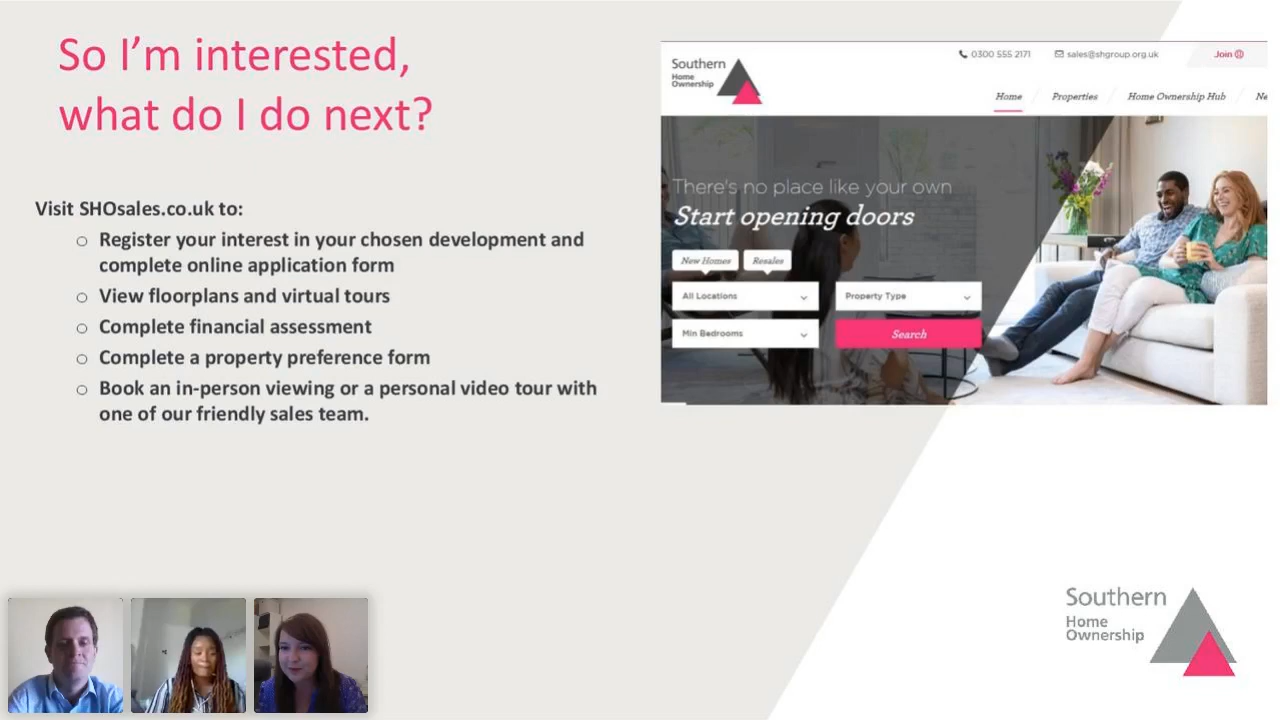 So I'm interested,
what do I do next?
Visit SHOsales.co.uk to:
Register your interest in your chosen development and
complete online application form
View floorplans and virtual tours
Complete financial assessment
Complete a property preference form
Book an in-person viewing or a personal video tour with
one of our friendly sales team.
Southern
Home
Ownership
0300 555 2171
sales@shgroup.org.uk
Join
Home
Properties
Home Ownership Hub
Ne
There's no place like your own
Start opening doors
New Homes
Resales
All Locations
Property Type
Min Bedrooms
Search
Southern
Home
Ownership